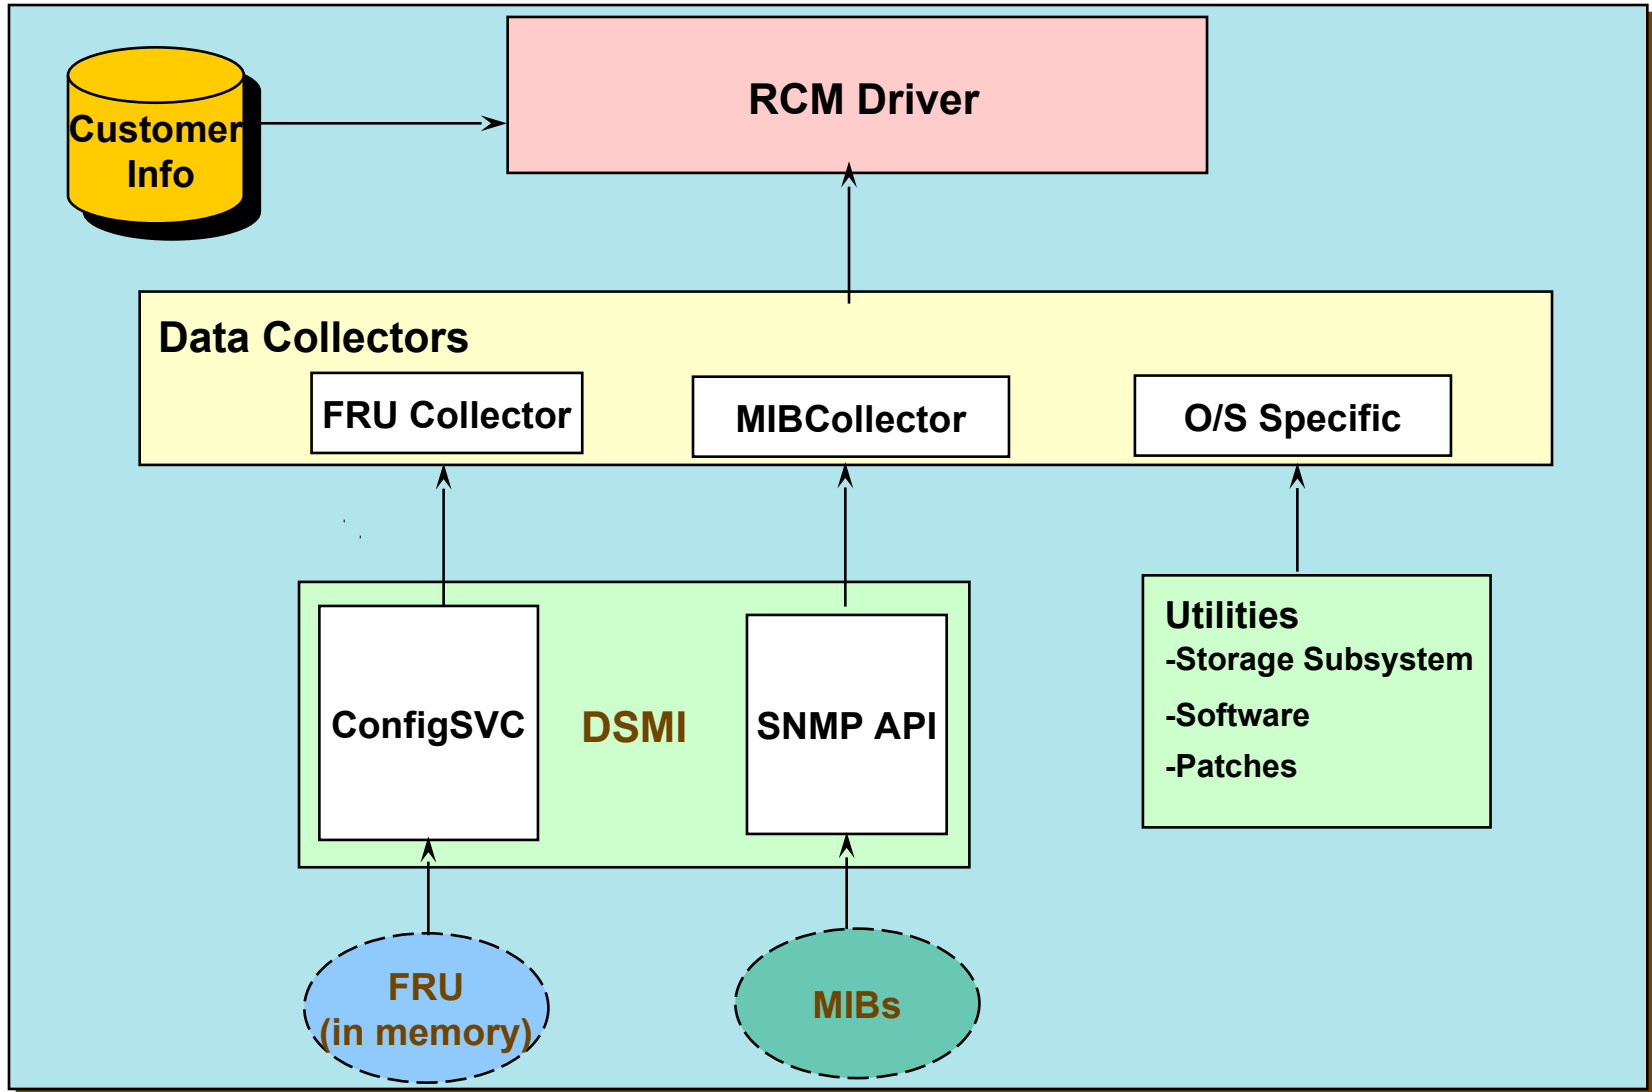 RCM Driver
Customer
Info
Data Collectors
FRU Collector
MIBCollector
O/S Specific
ConfigSVC
DSMI
SNMP API
Utilities
-Storage Subsystem
-Software
-Patches
FRU
(in memory)
MIBs